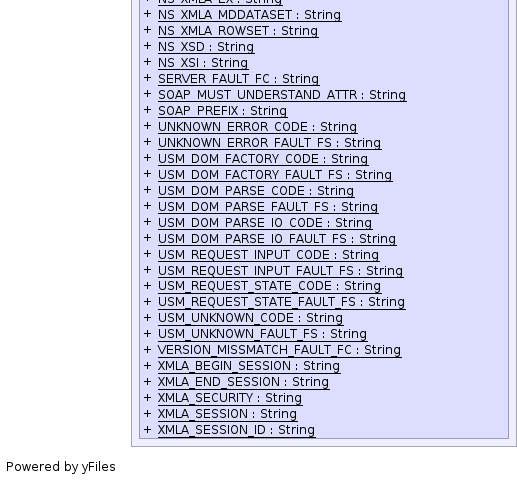 + NS_XMLA_EX : String
+ NS_XMLA_MDDATASET : String
+ NS_XMLA_ROWSET : String
+ NS_XSD : String
+ NS_XSI : String
+ SERVER_FAULT_FC : String
+ SOAP_MUST_UNDERSTAND_ATTR : String
+ SOAP_PREFIX : String
+ UNKNOWN_ERROR_CODE : String
+ UNKNOWN_ERROR_FAULT_FS : String
+ USM_DOM_FACTORY_CODE : String
+ USM_DOM_FACTORY_FAULT_FS : String
+ USM_DOM_PARSE_CODE : String
+ USM_DOM_PARSE_FAULT_FS : String
+ USM_DOM_PARSE_IO_CODE : String
+ USM_DOM_PARSE_IO_FAULT_FS : String
+ USM_REQUEST_INPUT_CODE : String
+ USM_REQUEST_INPUT_FAULT_FS : String
+ USM_REQUEST_STATE_CODE : String
+ USM_REQUEST_STATE_FAULT_FS : String
+ USM_UNKNOWN_CODE : String
+ USM_UNKNOWN_FAULT_FS : String
+ VERSION_MISSMATCH_FAULT_FC : String
+ XMLA_BEGIN_SESSION : String
+ XMLA_END_SESSION : String
+ XMLA_SECURITY : String
+ XMLA_SESSION : String
+ XMLA_SESSION_ID : String
Powered by yFiles